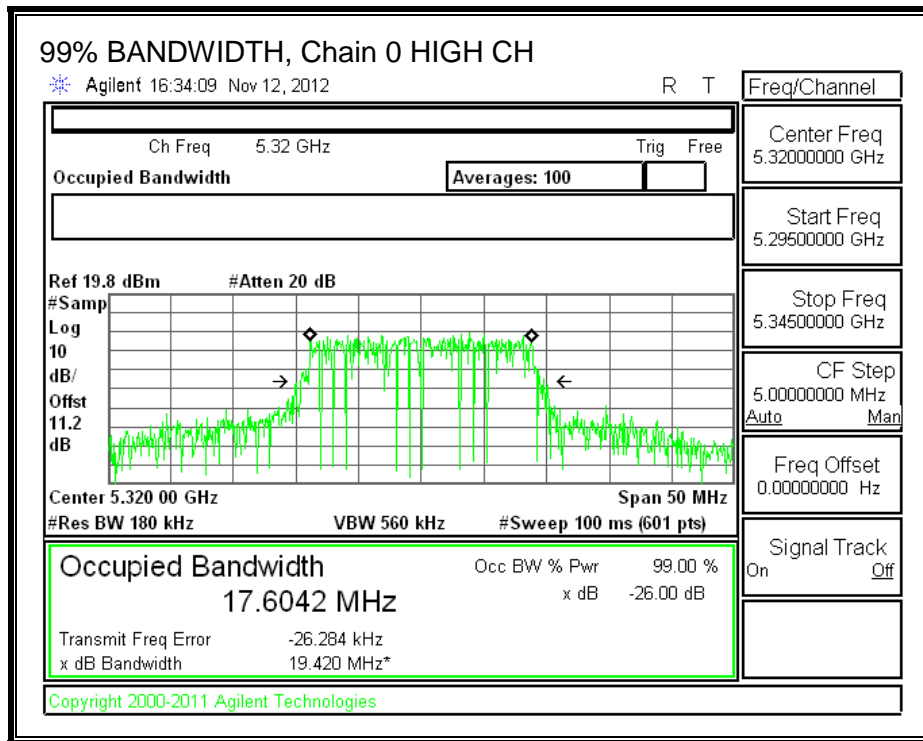 99% BANDWIDTH, Chain 0 HIGH CH
Agilent 16:34:09 Nov 12, 2012 R T
Freq/Channel
Ch Freq 5.32 GHz Trig Free
Occupied Bandwidth Averages: 100
Center Freq
5.32000000 GHz
Start Freq
5.29500000 GHz
Stop Freq
5.34500000 GHz
CF Step
5.00000000 MHz
Auto Man
Freq Offset
0.00000000 Hz
Signal Track
On Off
Ref 19.8 dBm #Atten 20 dB
#Samp
Log
10
dB/
Offst
11.2
dB
Center 5.320 00 GHz Span 50 MHz
#Res BW 180 kHz VBW 560 kHz #Sweep 100 ms (601 pts)
Occupied Bandwidth Occ BW % Pwr 99.00 %
17.6042 MHz x dB -26.00 dB
Transmit Freq Error -26.284 kHz
x dB Bandwidth 19.420 MHz*
Copyright 2000-2011 Agilent Technologies